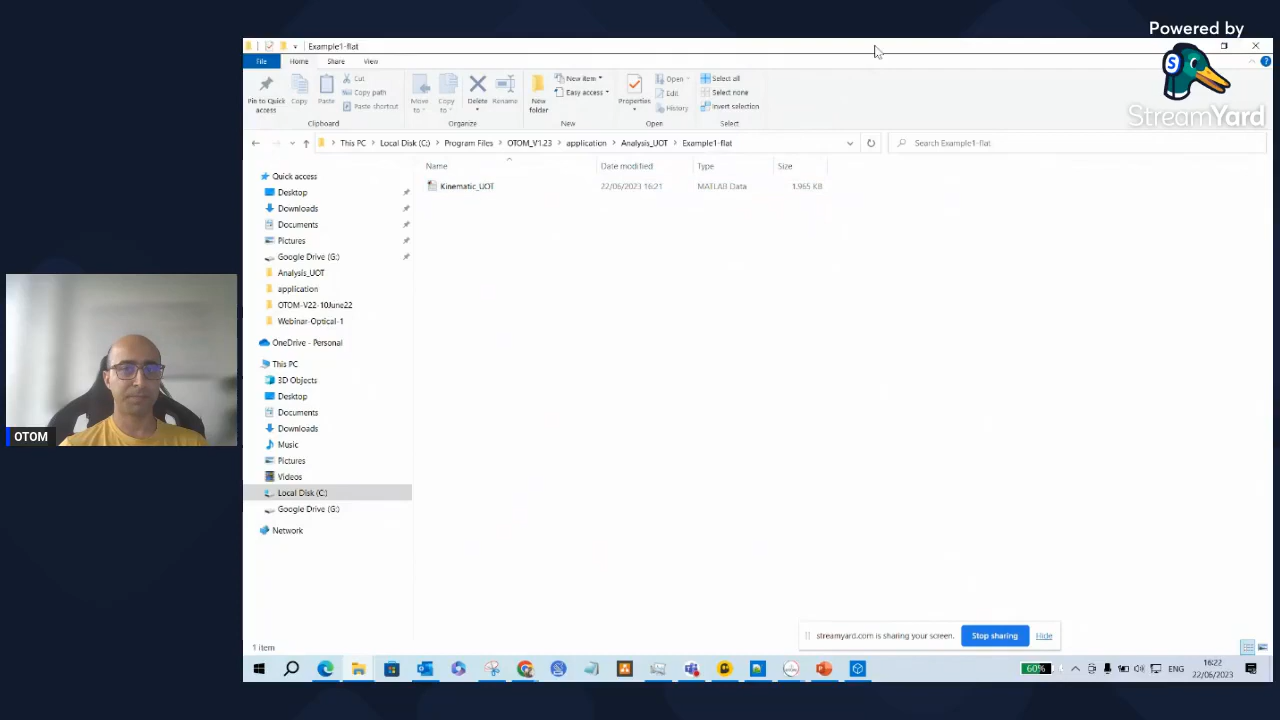 Powered by
StreamYard
Example1-flat
File Home Share View
Pin to Quick access
Copy
Paste
Cut
Copy path
Paste shortcut
Clipboard
Move to
Copy to
Delete
Rename
Organize
New folder
New item
Easy access
New
Properties
Open
Edit
History
Open
Select all
Select none
Invert selection
Select
This PC > Local Disk (C:) > Program Files > OTOM_V1.23 > application > Analysis_UOT > Example1-flat
Search Example1-flat
Name Date modified Type Size
Kinematic_UOT 22/06/2023 16:21 MATLAB Data 1.965 KB
Quick access
Desktop
Downloads
Documents
Pictures
Google Drive (G:)
Analysis_UOT
application
OTOM-V22-10June22
Webinar-Optical-1
OneDrive - Personal
This PC
3D Objects
Desktop
Documents
Downloads
Music
Pictures
Videos
Local Disk (C:)
Google Drive (G:)
Network
OTOM
streamyard.com is sharing your screen.
Stop sharing
Hide
1 item
60%
ENG
16:22
22/06/2023